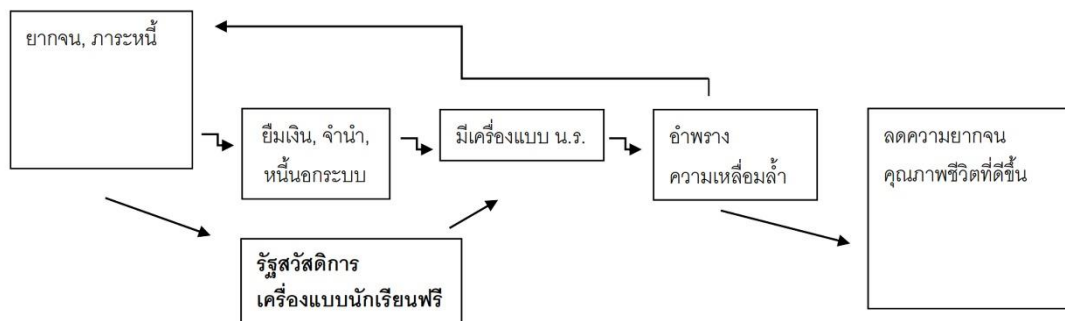 ยากจน, ภาระหนี้
ยืมเงิน, จำนำ,
หนี้นอกระบบ
มีเครื่องแบบ น.ร.
อำพราง
ความเหลื่อมล้ำ
ลดความยากจน
คุณภาพชีวิตที่ดีขึ้น
รัฐสวัสดิการ
เครื่องแบบนักเรียนฟรี